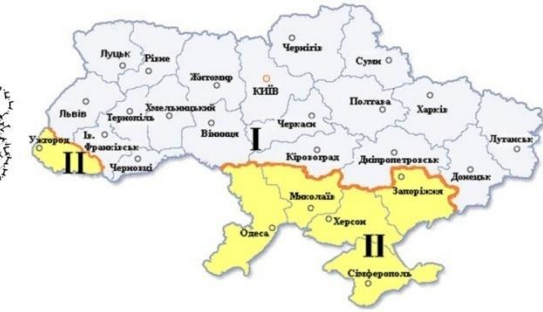 Чернігів
Луцьк
Рівне
Суми
Житомир
КИЇВ
Львів
Тернопіль
Хмельницький
Полтава
Харків
Вінниця
Черкаси
I
Ужгород
Ів.
Франківськ
II
Чернівці
Кіровоград
Дніпропетровськ
Луганськ
Донецьк
Запоріжжя
Миколаїв
Херсон
Одеса
II
Сімферополь